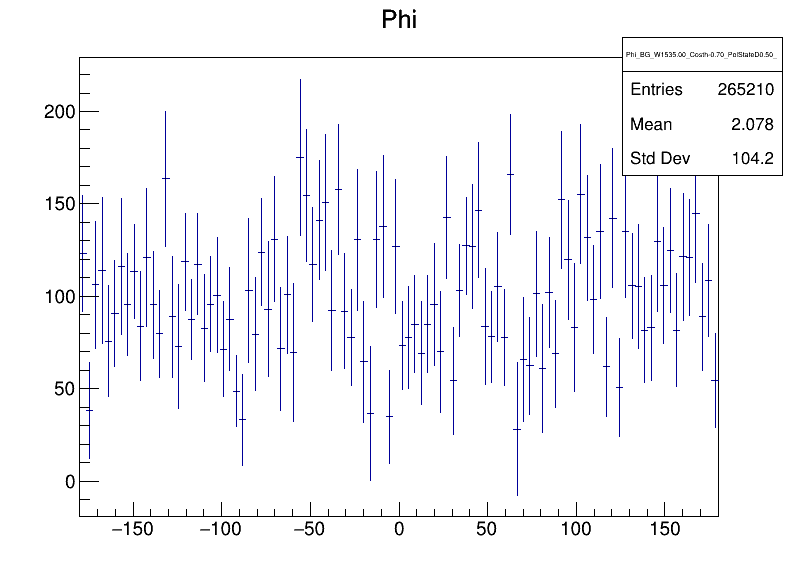 Phi
Phi_BG_W1535.00_Costh-0.70_PolStateD0.50_
Entries 265210
Mean 2.078
Std Dev 104.2
200
150
100
50
0
−150 −100 −50 0 50 100 150